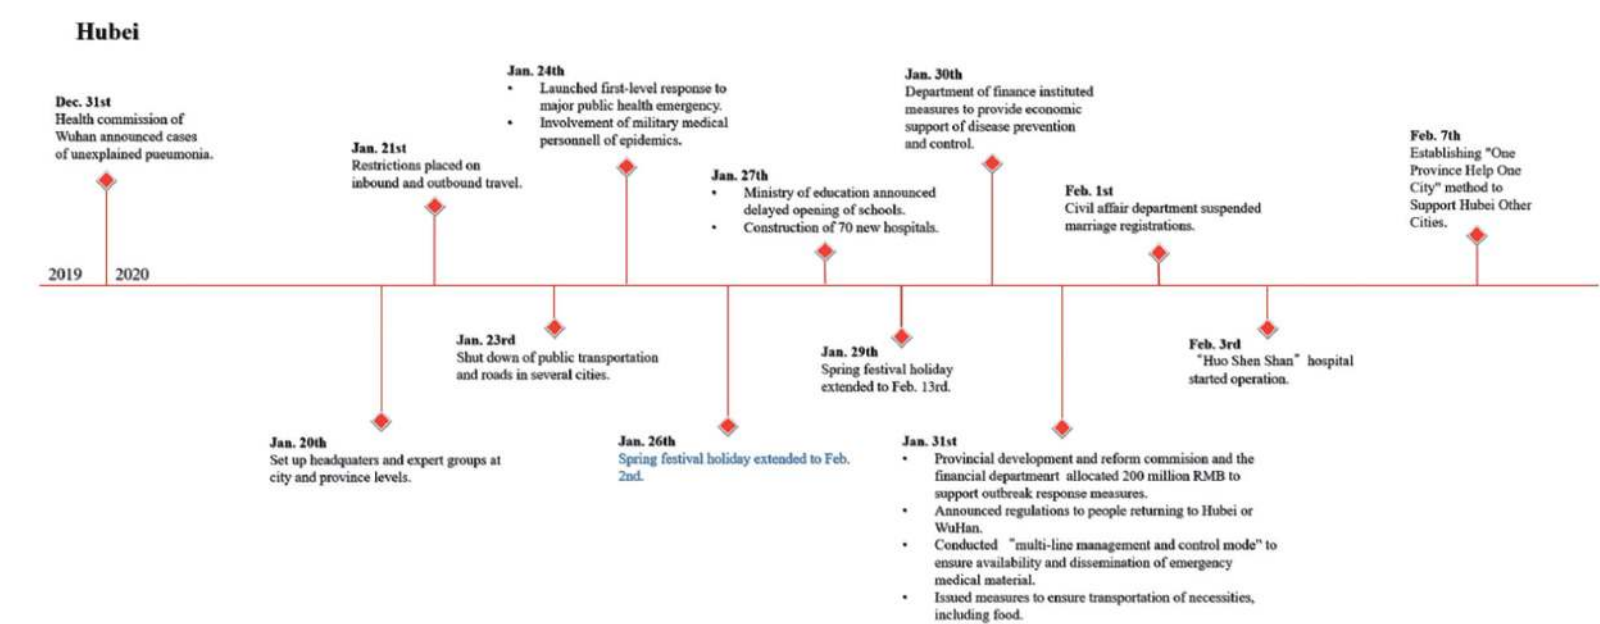 Hubei
Dec. 31st
Health commission of
Wuhan announced cases
of unexplained pueumonia.
2019
2020
Jan. 20th
Set up headquaters and expert groups at
city and province levels.
Jan. 21st
Restrictions placed on
inbound and outbound travel.
Jan. 23rd
Shut down of public transportation
and roads in several cities.
Jan. 24th
• Launched first-level response to
major public health emergency.
• Involvement of military medical
personnell of epidemics.
Jan. 26th
Spring festival holiday extended to Feb.
2nd.
Jan. 27th
• Ministry of education announced
delayed opening of schools.
• Construction of 70 new hospitals.
Jan. 29th
Spring festival holiday
extended to Feb. 13rd.
Jan. 30th
Department of finance instituted
measures to provide economic
support of disease prevention
and control.
Jan. 31st
• Provincial development and reform commision and the
financial departmenrt allocated 200 million RMB to
support outbreak response measures.
• Announced regulations to people returning to Hubei or
WuHan.
• Conducted "multi-line management and control mode" to
ensure availability and dissemination of emergency
medical material.
• Issued measures to ensure transportation of necessities,
including food.
Feb. 1st
Civil affair department suspended
marriage registrations.
Feb. 3rd
"Huo Shen Shan" hospital
started operation.
Feb. 7th
Establishing "One
Province Help One
City" method to
Support Hubei Other
Cities.